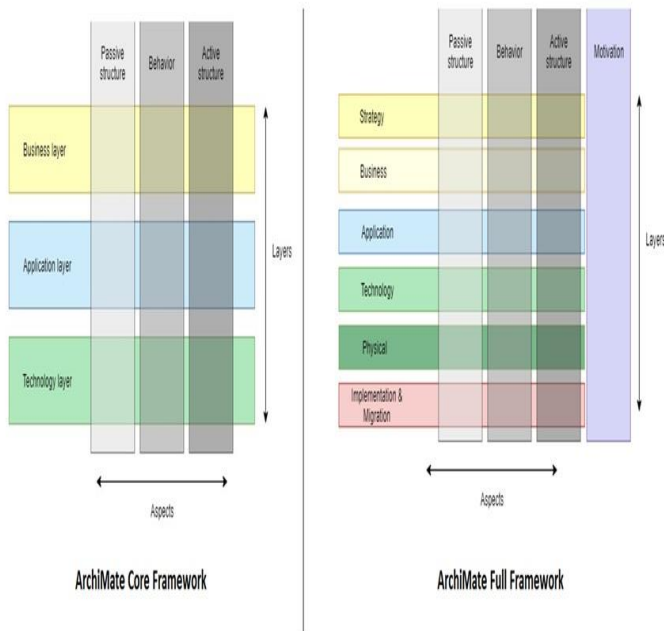 Passive
structure
Behavior
Active
structure
Business layer
Application layer
Technology layer
Layers
Aspects
ArchiMate Core Framework
Passive
structure
Behavior
Active
structure
Motivation
Strategy
Business
Application
Technology
Physical
Implementation &
Migration
Layers
Aspects
ArchiMate Full Framework